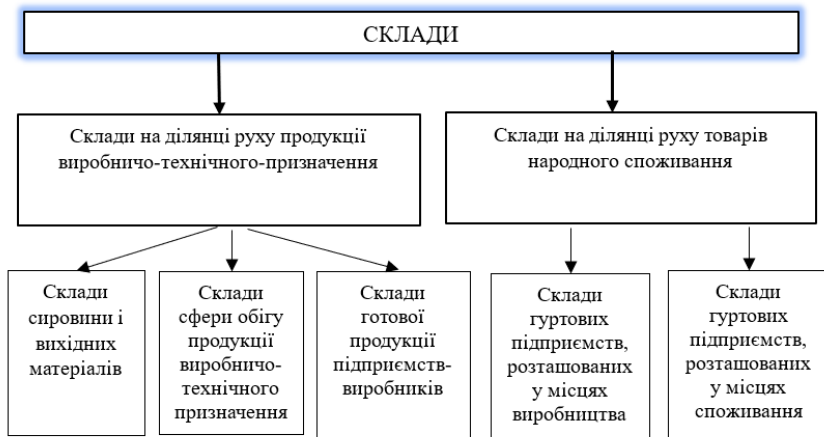 СКЛАДИ
Склади на ділянці руху продукції
виробничо-технічного-призначення
Склади на ділянці руху товарів
народного споживання
Склади
сировини і
вихідних
матеріалів
Склади
сфери обігу
продукції
виробничо-
технічного
призначення
Склади
готової
продукції
підприємств-
виробників
Склади
гуртових
підприємств,
розташованих
у місцях
виробництва
Склади
гуртових
підприємств,
розташованих
у місцях
споживання